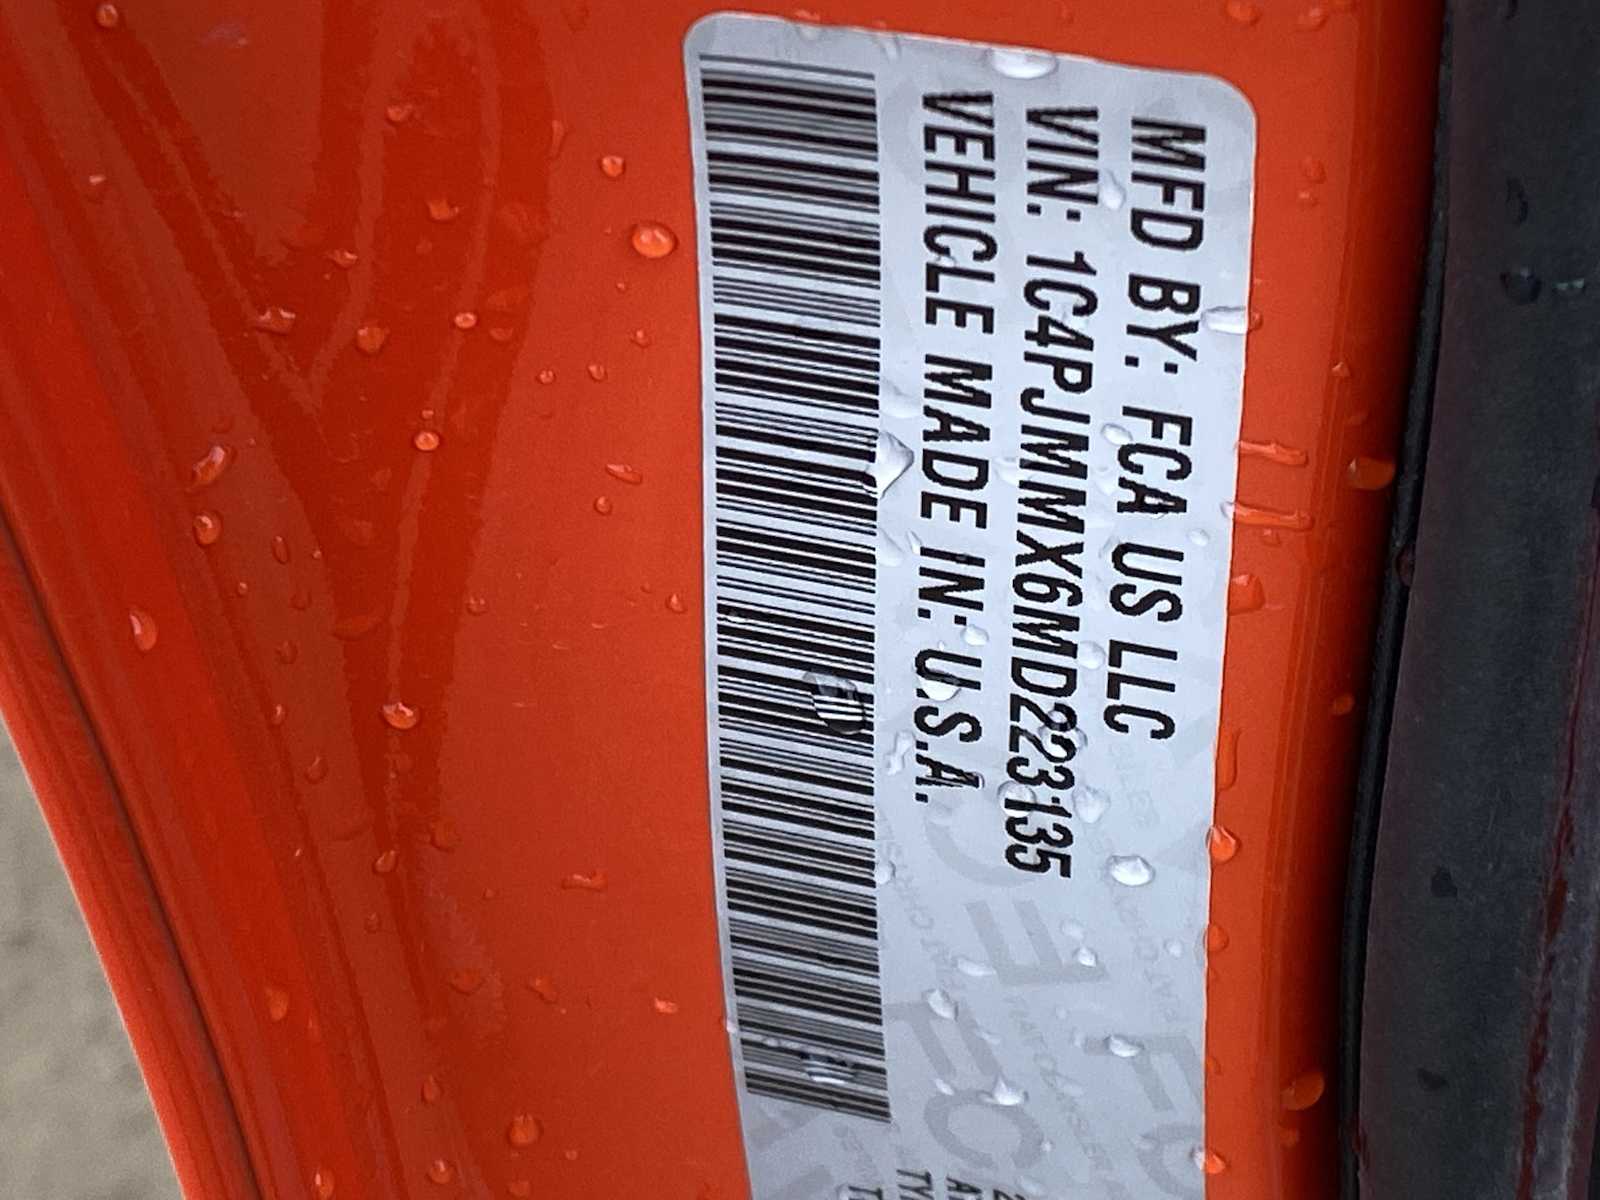 MFD BY: FCA US LLC
VIN: 1C4PJMMX6MD223135
VEHICLE MADE IN: U.S.A.